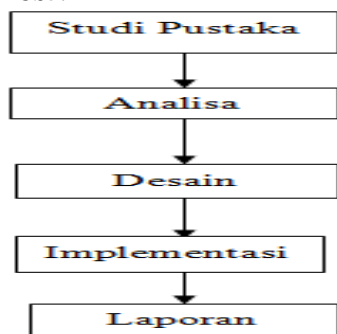 Studi Pustaka
Analisa
Desain
Implementasi
Laporan